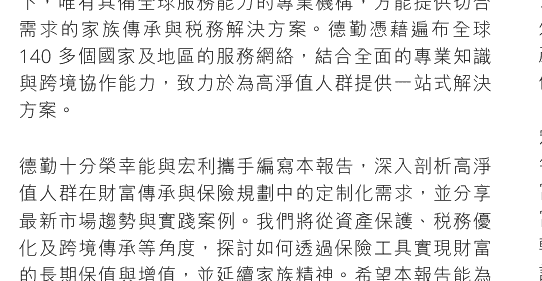 下，唯有具備全球服務能力的專業機構，方能提供切合
需求的家族傳承與稅務解決方案。德勤憑藉遍布全球
140 多個國家及地區的服務網絡，結合全面的專業知識
與跨境協作能力，致力於為高淨值人群提供一站式解決
方案。
德勤十分榮幸能與宏利攜手編寫本報告，深入剖析高淨
值人群在財富傳承與保險規劃中的定制化需求，並分享
最新市場趨勢與實踐案例。我們將從資產保護、稅務優
化及跨境傳承等角度，探討如何透過保險工具實現財富
的長期保值與增值，並延續家族精神。希望本報告能為